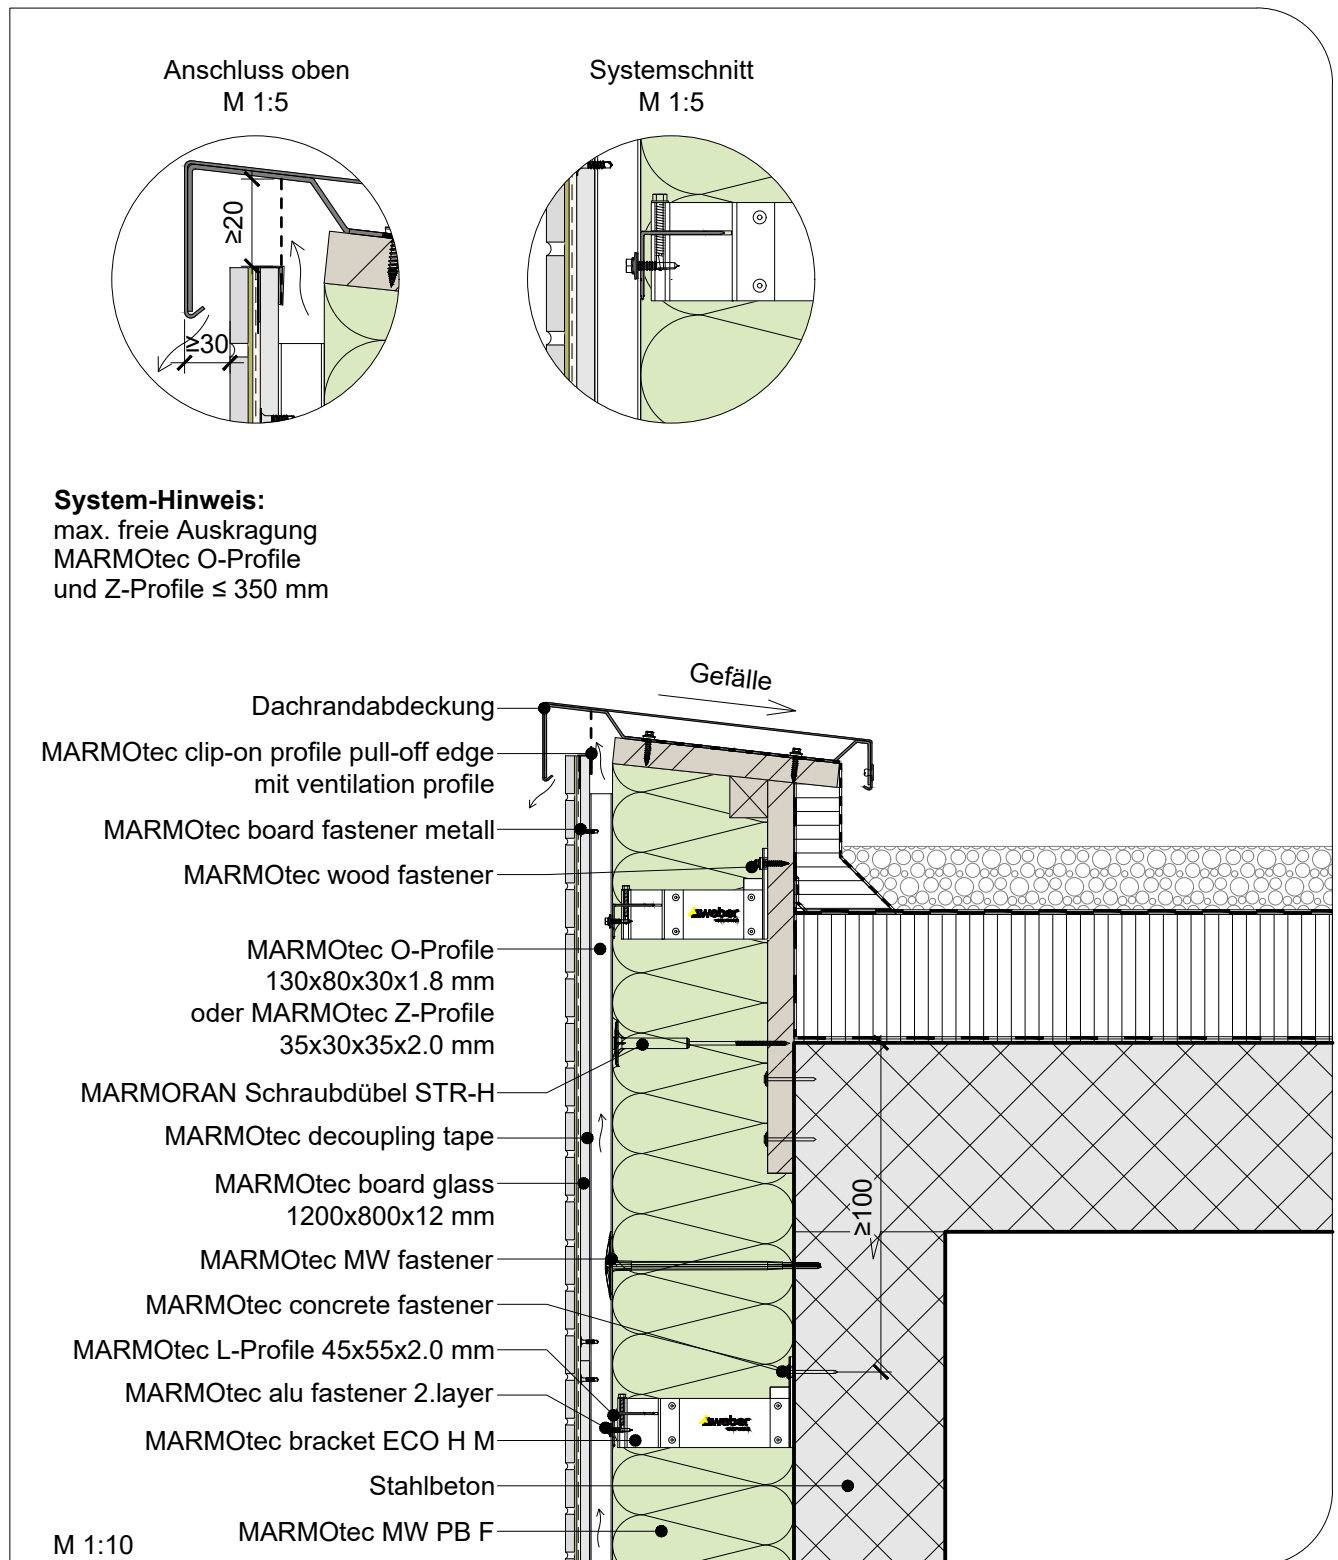 Anschluss oben
M 1:5
Systemschnitt
M 1:5
≥20
≥30
System-Hinweis:
max. freie Auskragung
MARMOtec O-Profile
und Z-Profile ≤ 350 mm
Gefälle
Dachrandabdeckung
MARMOtec clip-on profile pull-off edge
mit ventilation profile
MARMOtec board fastener metall
MARMOtec wood fastener
weber
MARMOtec O-Profile
130x80x30x1.8 mm
oder MARMOtec Z-Profile
35x30x35x2.0 mm
MARMORAN Schraubdübel STR-H
MARMOtec decoupling tape
MARMOtec board glass
1200x800x12 mm
≥100
MARMOtec MW fastener
MARMOtec concrete fastener
MARMOtec L-Profile 45x55x2.0 mm
MARMOtec alu fastener 2.layer
weber
MARMOtec bracket ECO H M
Stahlbeton
MARMOtec MW PB F
M 1:10